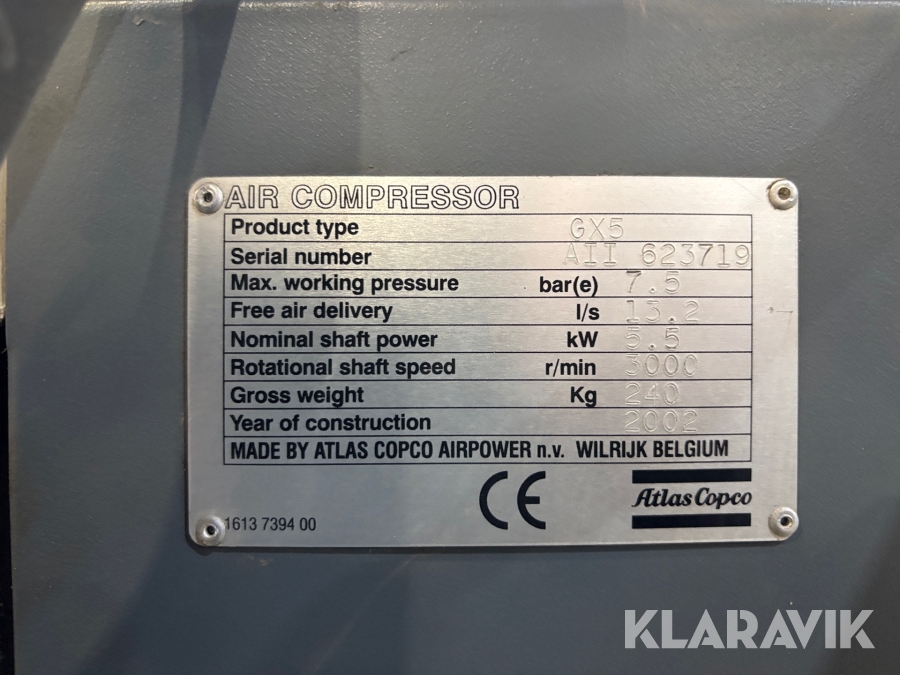 AIR COMPRESSOR
Product type GX5
Serial number AII 623719
Max. working pressure bar(e) 7.5
Free air delivery l/s 13.2
Nominal shaft power kW 5.5
Rotational shaft speed r/min 3000
Gross weight Kg 240
Year of construction 2002
MADE BY ATLAS COPCO AIRPOWER n.v. WILRIJK BELGIUM
CE
Atlas Copco
1613 7394 00
KLARAVIK